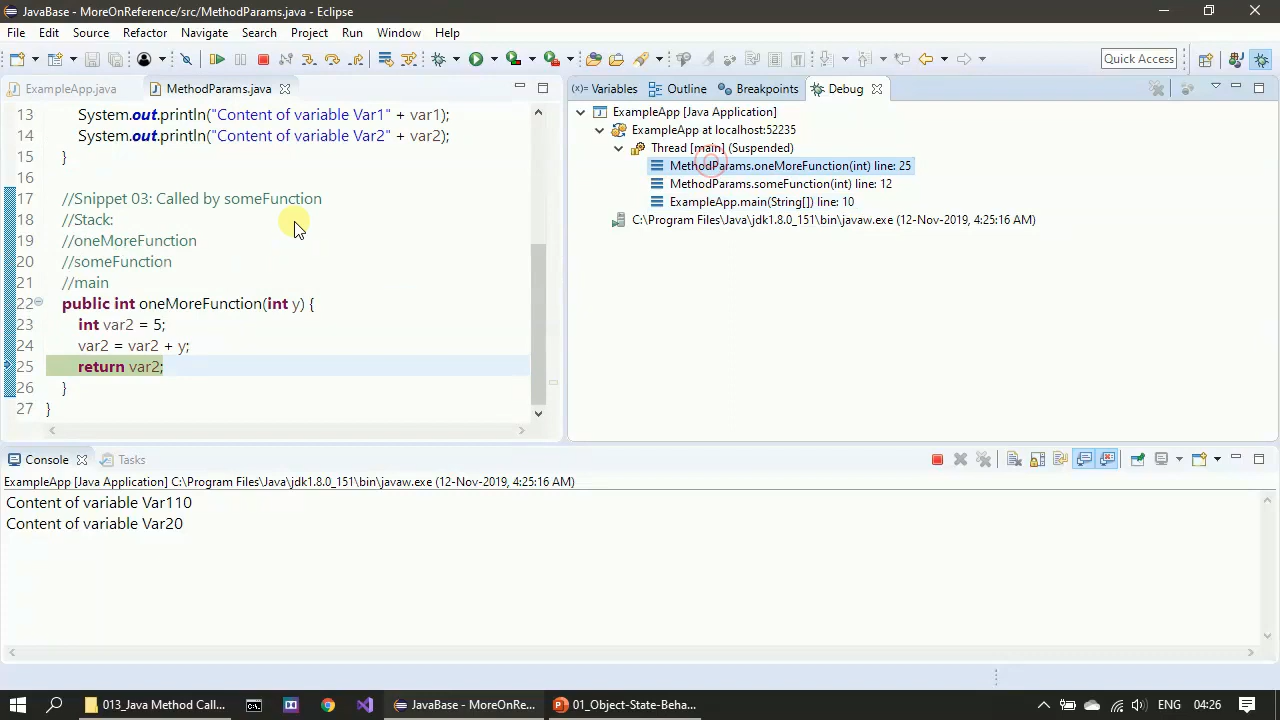 JavaBase - MoreOnReference/src/MethodParams.java - Eclipse
File Edit Source Refactor Navigate Search Project Run Window Help
Quick Access
ExampleApp.java MethodParams.java
(x)= Variables Outline Breakpoints Debug
13 System.out.println("Content of variable Var1" + var1);
14 System.out.println("Content of variable Var2" + var2);
15 }
16
17 //Snippet 03: Called by someFunction
18 //Stack:
19 //oneMoreFunction
20 //someFunction
21 //main
22 public int oneMoreFunction(int y) {
23 int var2 = 5;
24 var2 = var2 + y;
25 return var2;
26 }
27 }
ExampleApp [Java Application]
ExampleApp at localhost:52235
Thread [main] (Suspended)
MethodParams.oneMoreFunction(int) line: 25
MethodParams.someFunction(int) line: 12
ExampleApp.main(String[]) line: 10
C:\Program Files\Java\jdk1.8.0_151\bin\javaw.exe (12-Nov-2019, 4:25:16 AM)
Console Tasks
ExampleApp [Java Application] C:\Program Files\Java\jdk1.8.0_151\bin\javaw.exe (12-Nov-2019, 4:25:16 AM)
Content of variable Var110
Content of variable Var20
013_Java Method Call... JavaBase - MoreOnRe... 01_Object-State-Beha... ENG 04:26